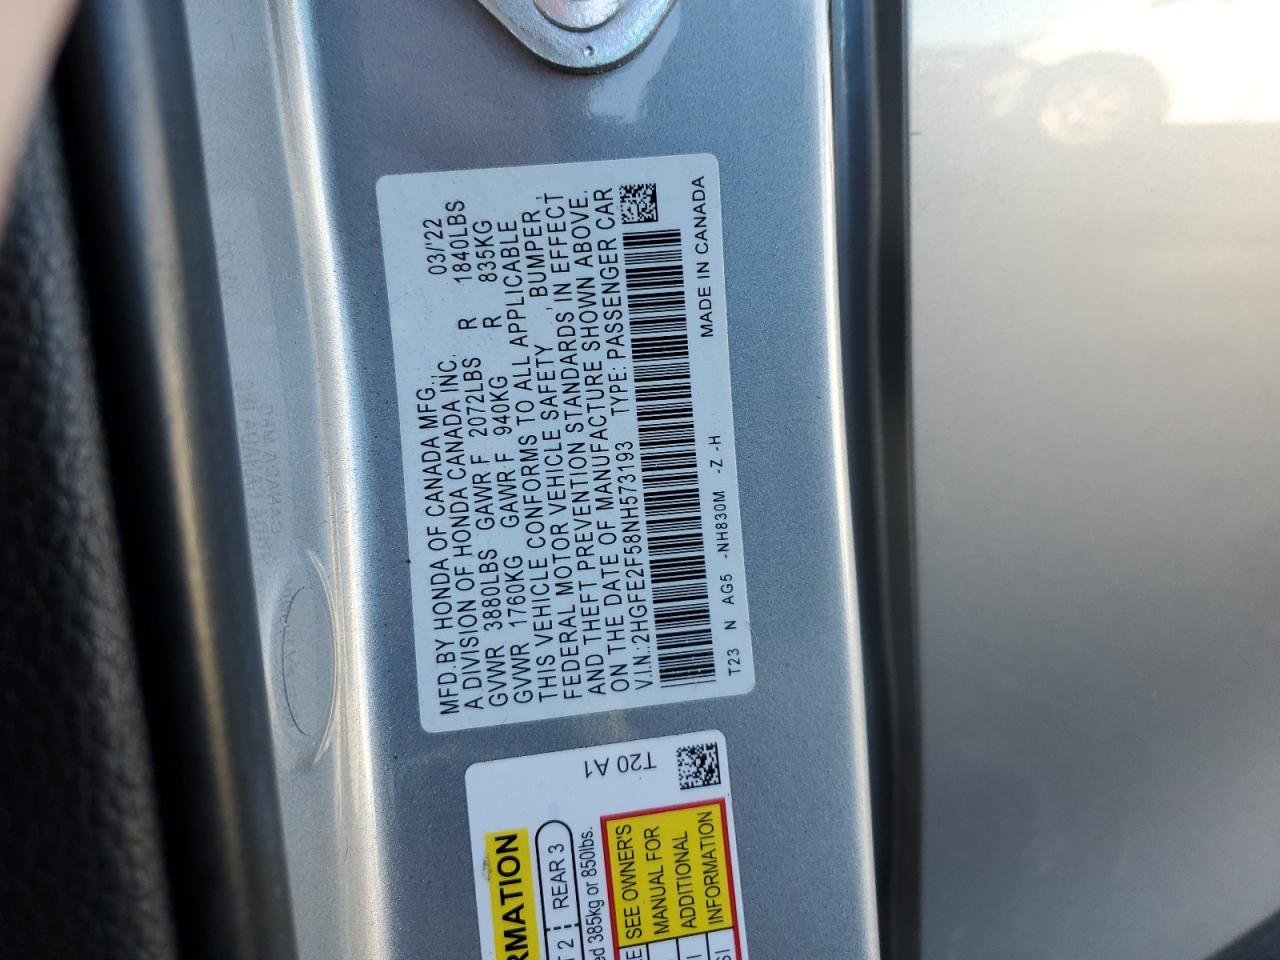 MFD.BY HONDA OF CANADA MFG., 03/'22
A DIVISION OF HONDA CANADA INC.
GVWR 3880LBS GAWR F 2072LBS R 1840LBS
GVWR 1760KG GAWR F 940KG R 835KG
THIS VEHICLE CONFORMS TO ALL APPLICABLE
FEDERAL MOTOR VEHICLE SAFETY , BUMPER ,
AND THEFT PREVENTION STANDARDS IN EFFECT
ON THE DATE OF MANUFACTURE SHOWN ABOVE.
V.I.N.:2HGFE2F58NH573193 TYPE: PASSENGER CAR
T23 N AG5 -NH830M -Z -H MADE IN CANADA
T20 A1
RMATION
2 REAR 3
ed 385kg or 850lbs.
SEE OWNER'S
MANUAL FOR
ADDITIONAL
INFORMATION